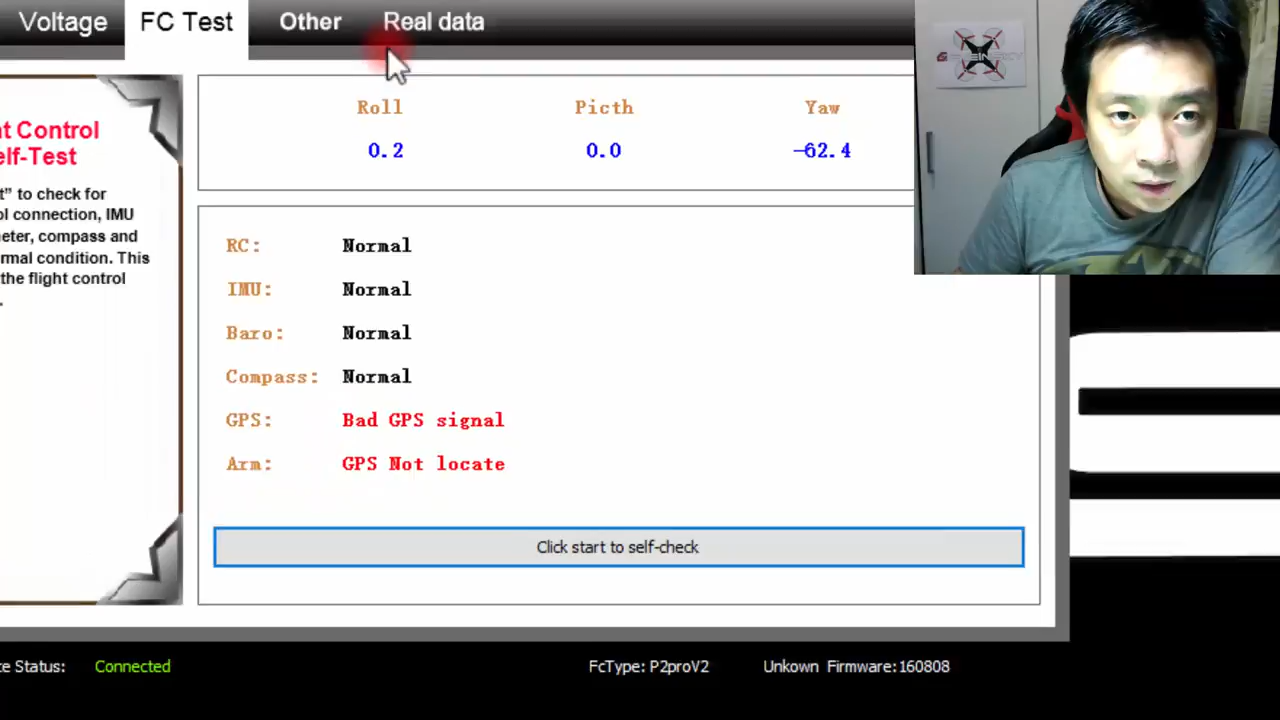 Voltage FC Test Other Real data
t Control
elf-Test
t” to check for
ol connection, IMU
eter, compass and
rmal condition. This
the flight control
.
Roll Picth Yaw
0.2 0.0 -62.4
RC: Normal
IMU: Normal
Baro: Normal
Compass: Normal
GPS: Bad GPS signal
Arm: GPS Not locate
Click start to self-check
te Status: Connected FcType: P2proV2 Unkown Firmware:160808